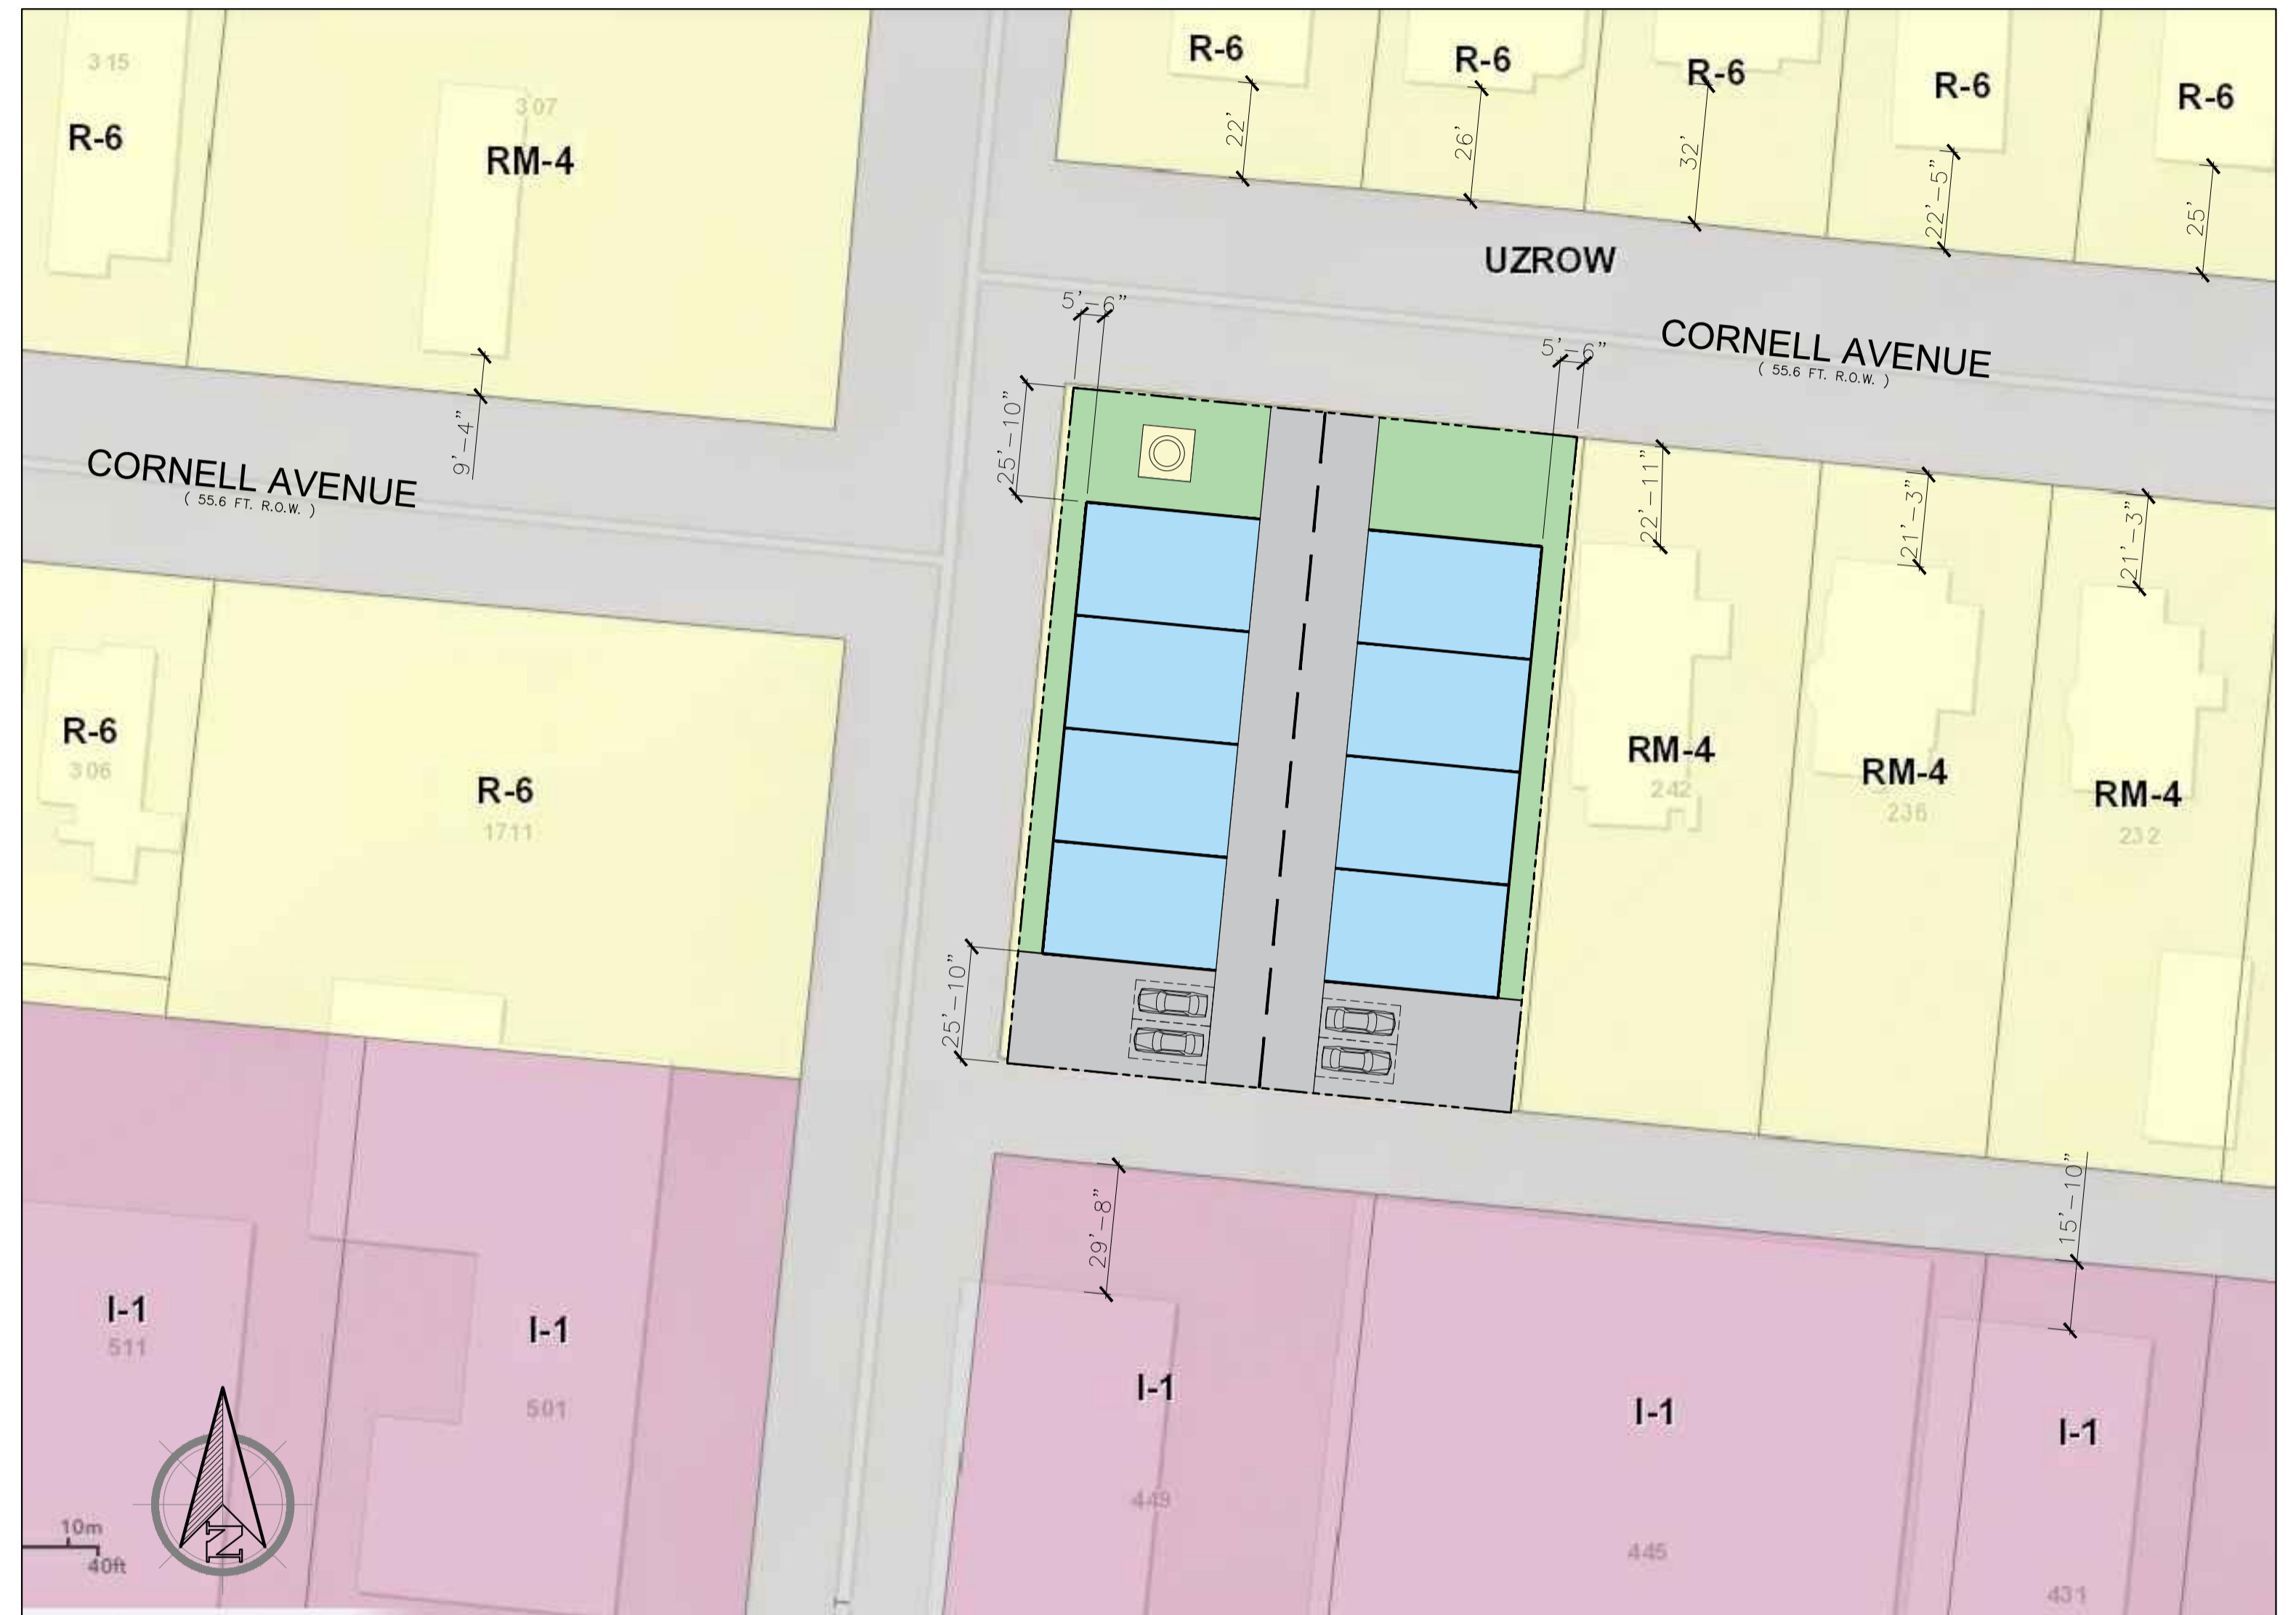 R-6
R-6
R-6
R-6
R-6
315
307
R-6
RM-4
22'
26'
32'
22'-5"
25'
UZROW
5'-6"
5'-6"
CORNELL AVENUE
( 55.6 FT. R.O.W. )
9'-4"
25'-10"
CORNELL AVENUE
( 55.6 FT. R.O.W. )
22'-11"
21'-3"
21'-3"
R-6
306
R-6
1711
RM-4
242
RM-4
236
RM-4
232
25'-10"
29'-8"
15'-10"
I-1
511
I-1
501
I-1
449
I-1
445
I-1
431
N
10m
40ft